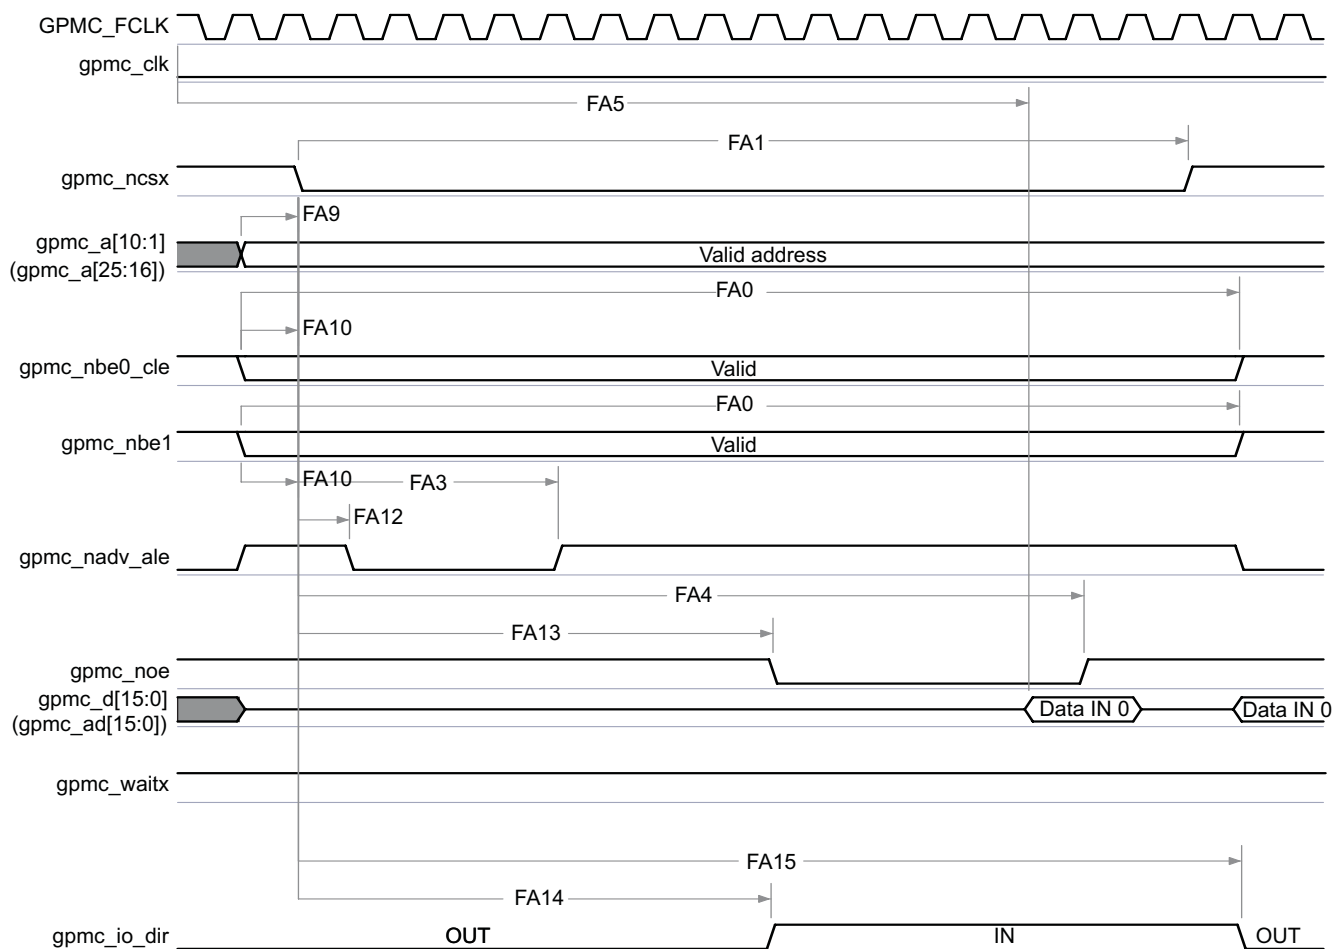 GPMC_FCLK
gpmc_clk
FA5
FA1
gpmc_ncsx
FA9
gpmc_a[10:1]
(gpmc_a[25:16])
Valid address
FA0
FA10
gpmc_nbe0_cle
Valid
FA0
gpmc_nbe1
Valid
FA10
FA3
FA12
gpmc_nadv_ale
FA4
FA13
gpmc_noe
gpmc_d[15:0]
(gpmc_ad[15:0])
Data IN 0
Data IN 0
gpmc_waitx
FA15
FA14
gpmc_io_dir
OUT
IN
OUT